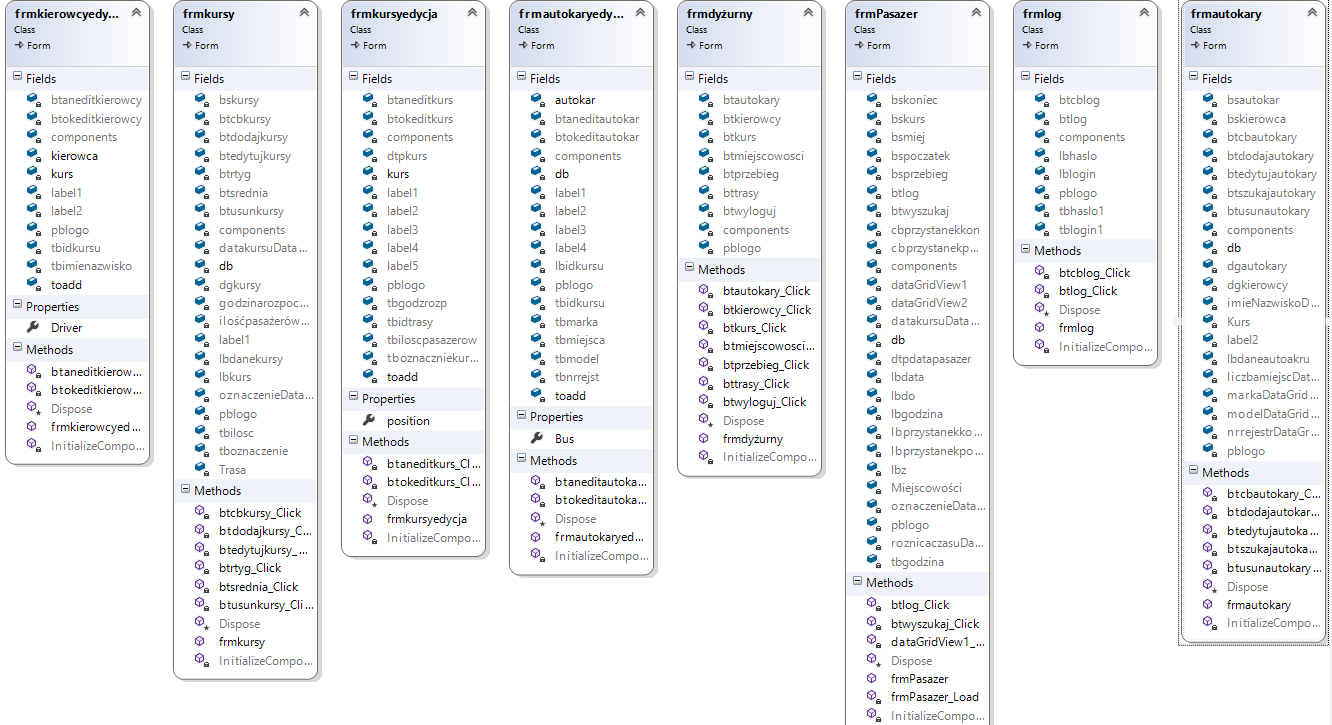 frmkierowcyedy...
Class
Form
Fields
btaneditkierowcy
btokeditkierowcy
components
kierowca
kurs
label1
label2
pblogo
tbidkursu
tbimienazwisko
toadd
Properties
Driver
Methods
btaneditkierow...
btokeditkierow...
Dispose
frmkierowcyed...
InitializeCompo...
frmkursy
Class
Form
Fields
bskursy
btcbkursy
btdodajkursy
btedytujkursy
btrtyg
btsrednia
btusunkursy
components
datakursuData...
db
dgkursy
godzinarozpoc...
ilośćpasażerów...
label1
lbdanekursy
lbkurs
oznaczenieData...
pblogo
tbilosc
tboznaczenie
Trasa
Methods
btcbkursy_Click
btdodajkursy_C...
btedytujkursy_...
btrtyg_Click
btsrednia_Click
btusunkursy_Cli...
Dispose
frmkursy
InitializeCompo...
frmkursyedycja
Class
Form
Fields
btaneditkurs
btokeditkurs
components
dtpkurs
kurs
label1
label2
label3
label4
label5
pblogo
tbgodzrozp
tbidtrasy
tbiloscpasazerow
tboznaczniekur...
toadd
Properties
position
Methods
btaneditkurs_Cl...
btokeditkurs_Cl...
Dispose
frmkursyedycja
InitializeCompo...
frmautokaryedy...
Class
Form
Fields
autokar
btaneditautokar
btokeditautokar
components
db
label1
label2
label3
label4
lbidkursu
pblogo
tbidkursu
tbmarka
tbmiejsca
tbmodel
tbnrrejst
toadd
Properties
Bus
Methods
btaneditautoka...
btokeditautoka...
Dispose
frmautokaryed...
InitializeCompo...
frmdyżurny
Class
Form
Fields
btautokary
btkierowcy
btkurs
btmiejscowosci
btprzebieg
bttrasy
btwyloguj
components
pblogo
Methods
btautokary_Click
btkierowcy_Click
btkurs_Click
btmiejscowosci...
btprzebieg_Click
bttrasy_Click
btwyloguj_Click
Dispose
frmdyżurny
InitializeCompo...
frmPasazer
Class
Form
Fields
bskoniec
bskurs
bsmiej
bspoczatek
bsprzebieg
btlog
btwyszukaj
cbprzystanekkon
cbprzystanekp...
components
dataGridView1
dataGridView2
datakursuData...
db
dtpdatapasazer
lbdata
lbdo
lbgodzina
lbprzystanekko...
lbprzystanekpo...
lbz
Miejscowości
oznaczenieData...
pblogo
roznicaczasuDa...
tbgodzina
Methods
btlog_Click
btwyszukaj_Click
dataGridView1_...
Dispose
frmPasazer
frmPasazer_Load
InitializeCompo...
frmlog
Class
Form
Fields
btcblog
btlog
components
lbhaslo
lblogin
pblogo
tbhaslo1
tblogin1
Methods
btcblog_Click
btlog_Click
Dispose
frmlog
InitializeCompo...
frmautokary
Class
Form
Fields
bsautokar
bskierowca
btcbautokary
btdodajautokary
btedytujautokary
btszukajautokary
btusunautokary
components
db
dgautokary
dgkierowcy
imieNazwiskoD...
Kurs
label2
lbdaneautoakru
liczbamiejscDat...
markaDataGrid...
modelDataGrid...
nrrejestrDataGr...
pblogo
Methods
btcbautokary_C...
btdodajautokar...
btedytujautoka...
btszukajautoka...
btusunautokary...
Dispose
frmautokary
InitializeCompo...